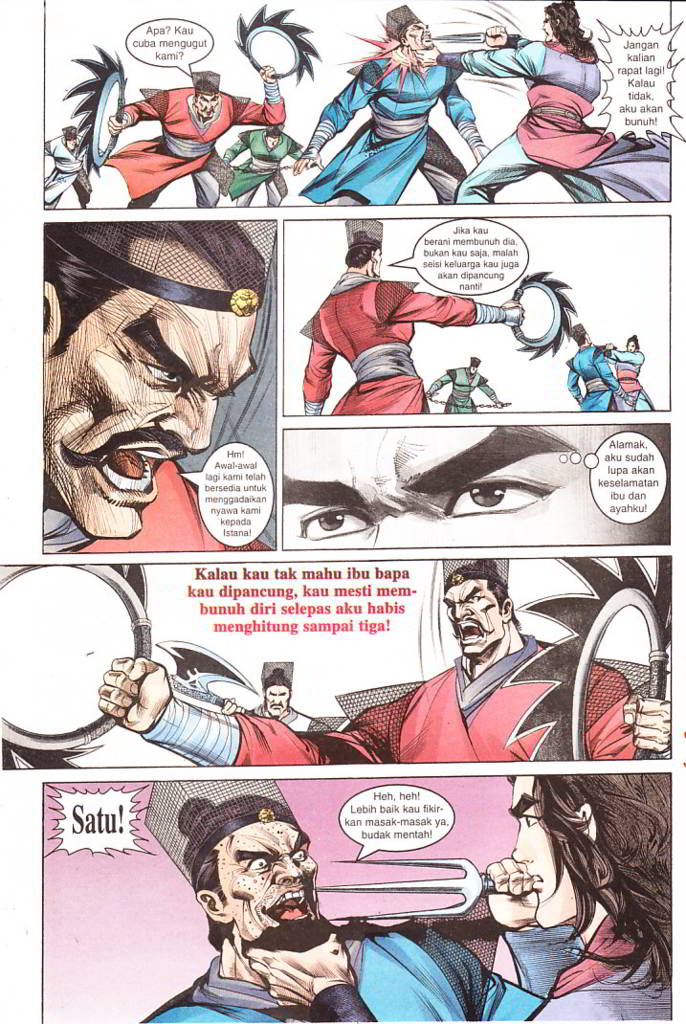 Apa? Kau
cuba mengugut
kami?
Jangan
kalian
rapat lagi!
Kalau
tidak,
aku akan
bunuh!
Hm!
Awal-awal
lagi kami telah
bersedia untuk
menggadaikan
nyawa kami
kepada
Istana!
Jika kau
berani membunuh dia,
bukan kau saja, malah
seisi keluarga kau juga
akan dipancung
nanti!
Alamak,
aku sudah
lupa akan
keselamatan
ibu dan
ayahku!
Kalau kau tak mahu ibu bapa
kau dipancung, kau mesti mem-
bunuh diri selepas aku habis
menghitung sampai tiga!
Satu!
Heh, heh!
Lebih baik kau fikir-
kan masak-masak ya,
budak mentah!